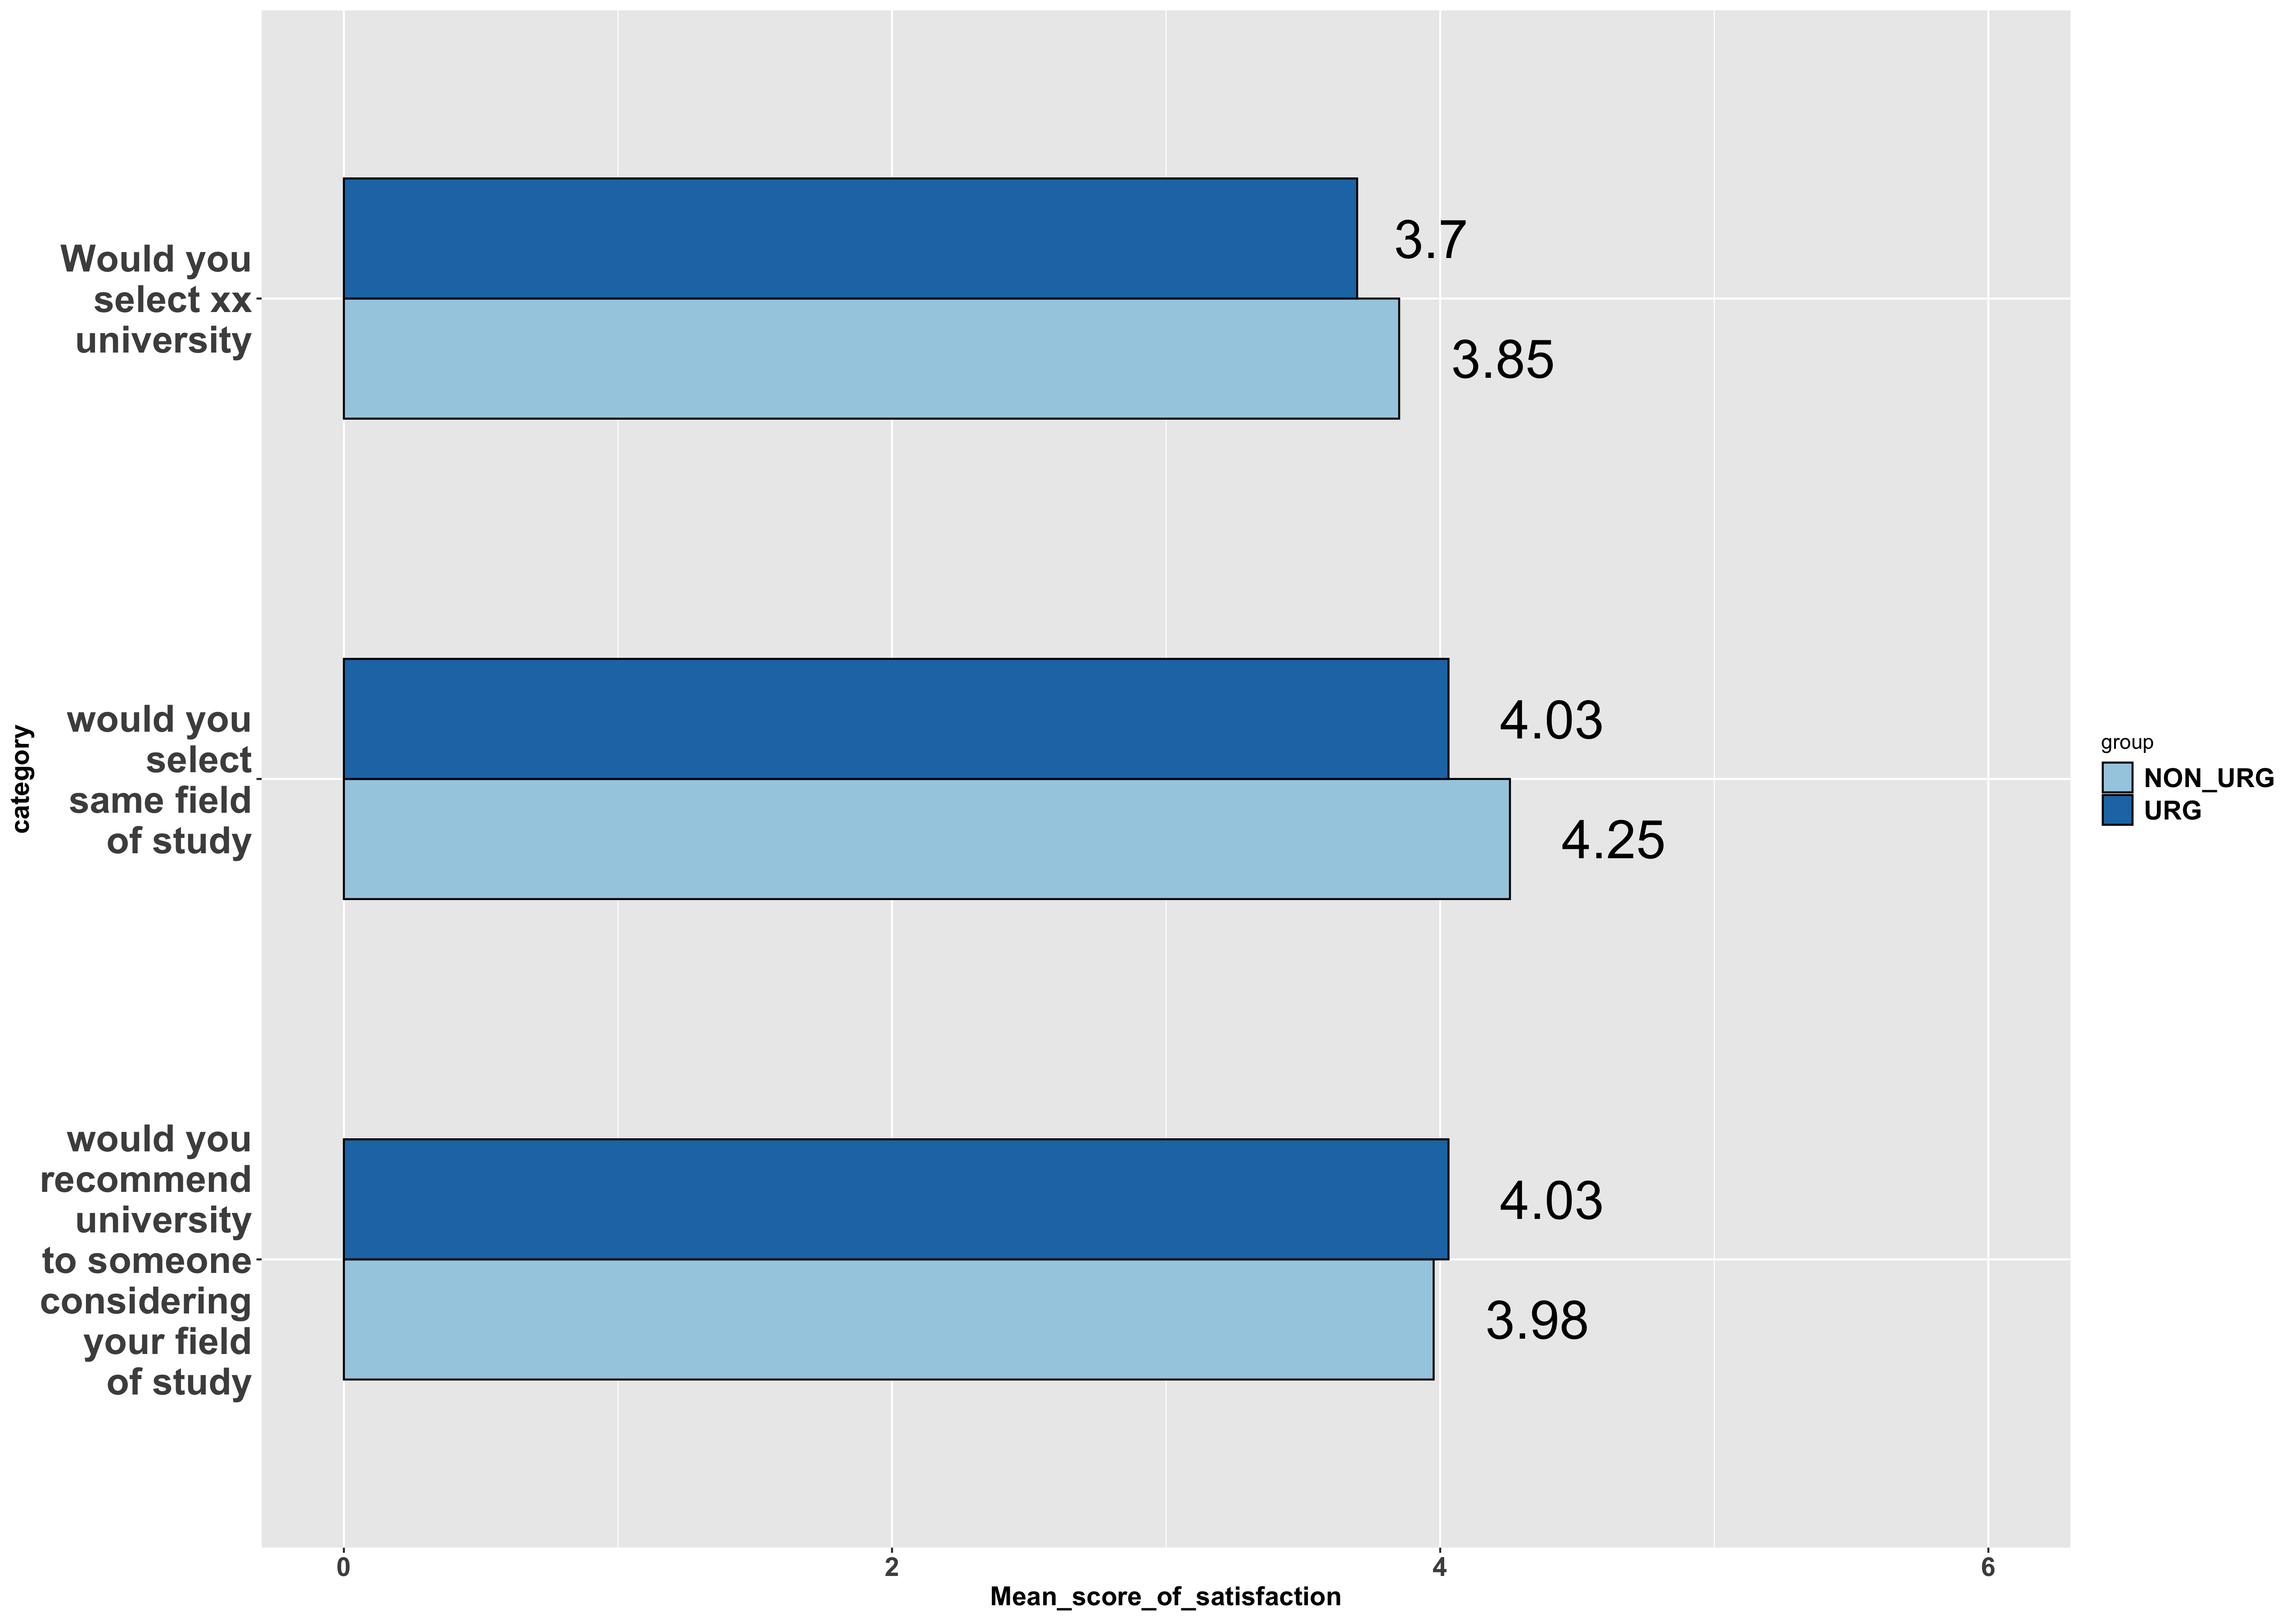 Would you
select xx
university
3.7
3.85
would you
select
same field
of study
4.03
4.25
would you
recommend
university
to someone
considering
your field
of study
4.03
3.98
category
0
2
4
6
Mean_score_of_satisfaction
group
NON_URG
URG